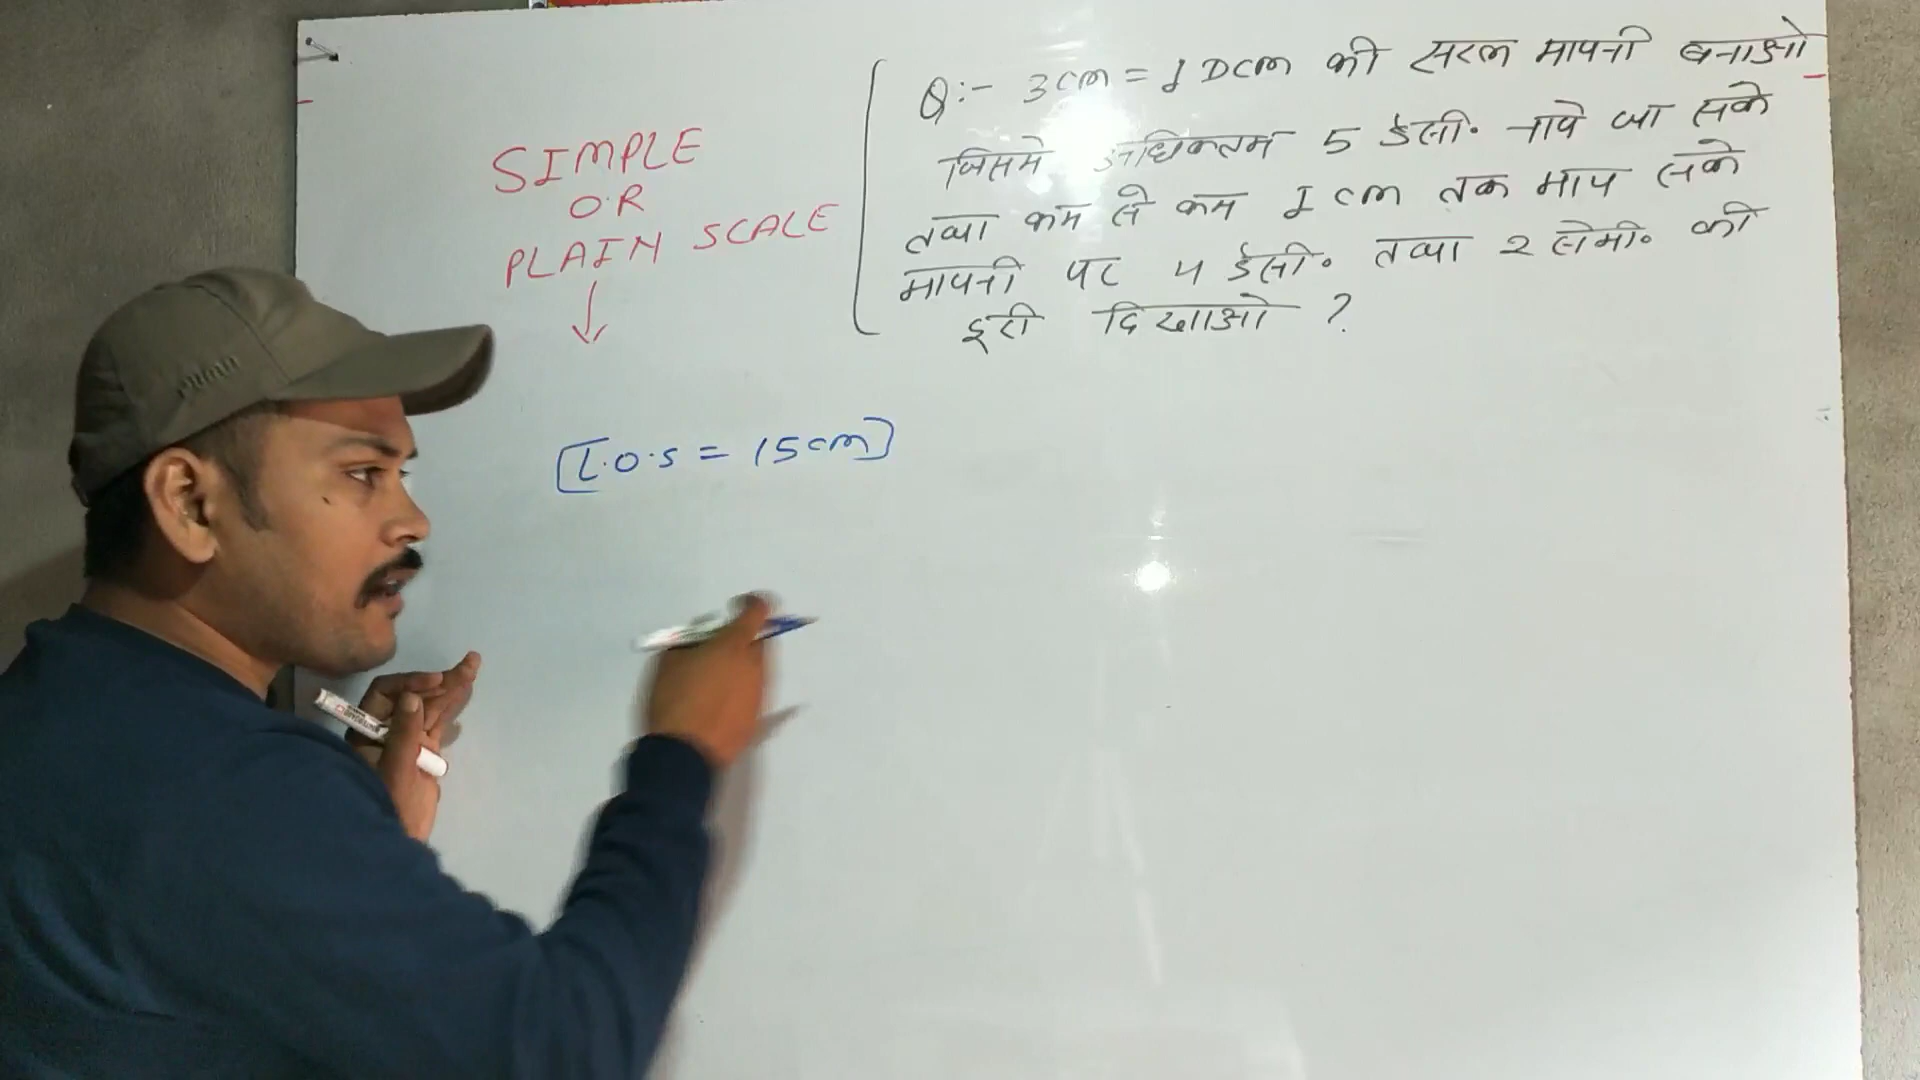 SIMPLE
OR
PLAIN SCALE
Q:- 3cm = 1 Dcm की सरल मापनी बनाओ
जिसमे अधिकतम 5 डेसी. नापे जा सके
तथा कम से कम 1 cm तक माप सके
मापनी पर 4 डेसी. तथा 2 सेमी. की
दूरी दिखाओ ?
[L.O.S = 15cm]